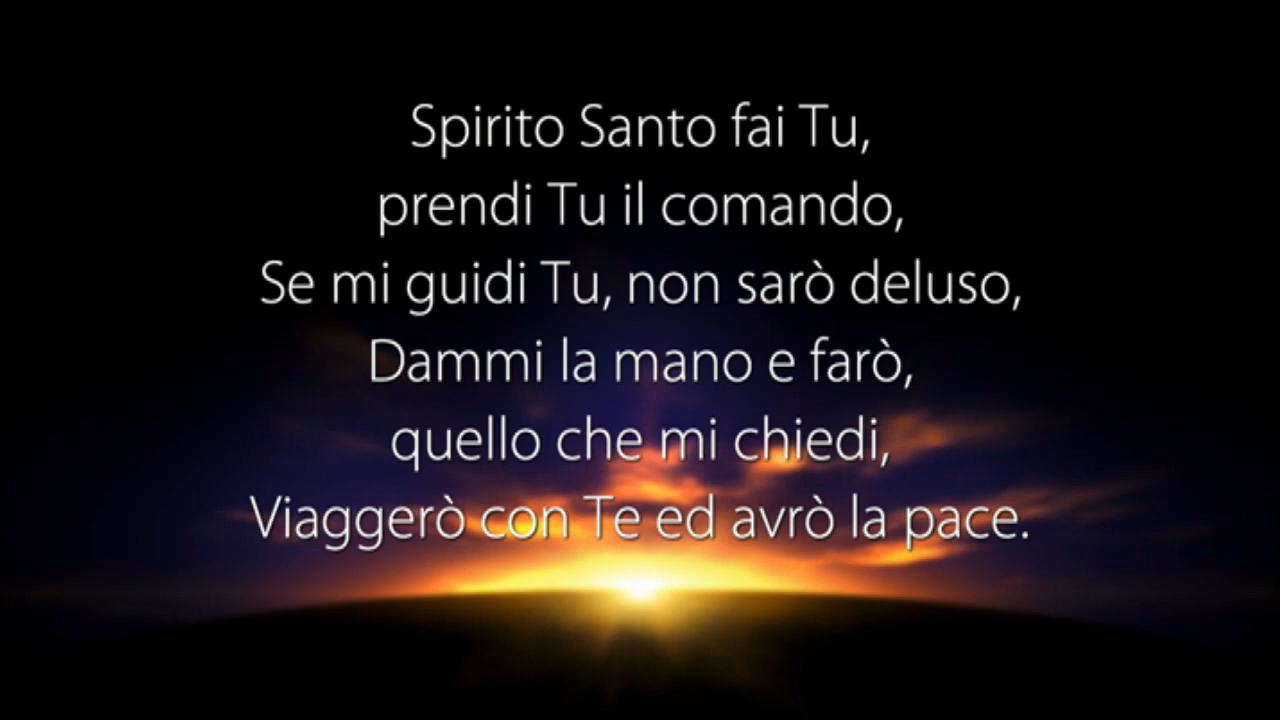 Spirito Santo fai Tu,
prendi Tu il comando,
Se mi guidi Tu, non sarò deluso,
Dammi la mano e farò,
quello che mi chiedi,
Viaggerò con Te ed avrò la pace.